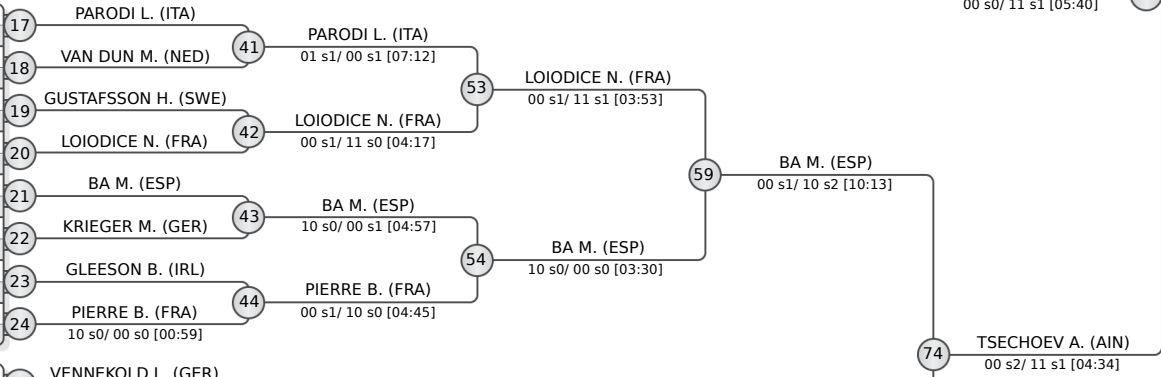 00 s0/ 11 s1 [05:40]
PARODI L. (ITA)
17
41
PARODI L. (ITA)
01 s1/ 00 s1 [07:12]
VAN DUN M. (NED)
18
53
LOIODICE N. (FRA)
00 s1/ 11 s1 [03:53]
GUSTAFSSON H. (SWE)
19
42
LOIODICE N. (FRA)
00 s1/ 11 s0 [04:17]
LOIODICE N. (FRA)
20
59
BA M. (ESP)
00 s1/ 10 s2 [10:13]
BA M. (ESP)
21
43
BA M. (ESP)
10 s0/ 00 s1 [04:57]
KRIEGER M. (GER)
22
54
BA M. (ESP)
10 s0/ 00 s0 [03:30]
GLEESON B. (IRL)
23
44
PIERRE B. (FRA)
00 s1/ 10 s0 [04:45]
PIERRE B. (FRA)
24
10 s0/ 00 s0 [00:59]
74
TSECHOEV A. (AIN)
00 s2/ 11 s1 [04:34]
VENNEKOLD L. (GER)